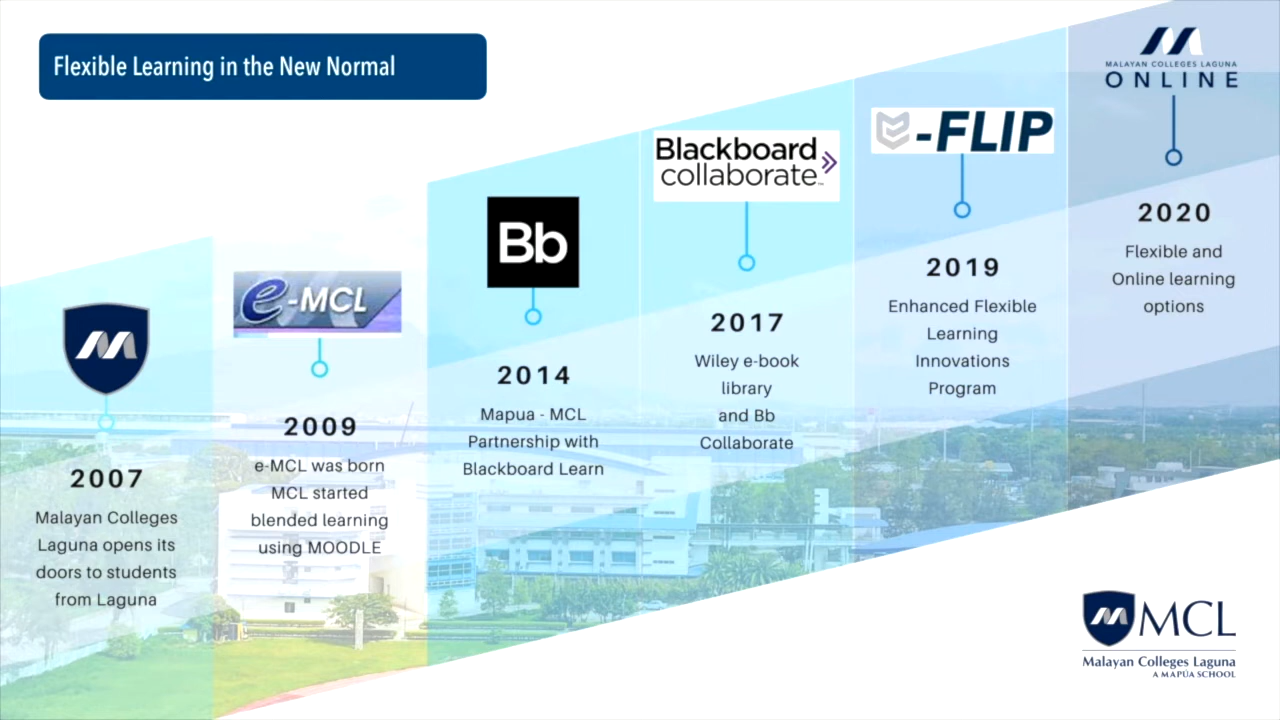 Flexible Learning in the New Normal
2007
Malayan Colleges
Laguna opens its
doors to students
from Laguna
e-MCL
2009
e-MCL was born
MCL started
blended learning
using MOODLE
Bb
2014
Mapua - MCL
Partnership with
Blackboard Learn
Blackboard
collaborate™
2017
Wiley e-book
library
and Bb
Collaborate
e-FLIP
2019
Enhanced Flexible
Learning
Innovations
Program
MALAYAN COLLEGES LAGUNA
ONLINE
2020
Flexible and
Online learning
options
MCL
Malayan Colleges Laguna
A MAPÚA SCHOOL